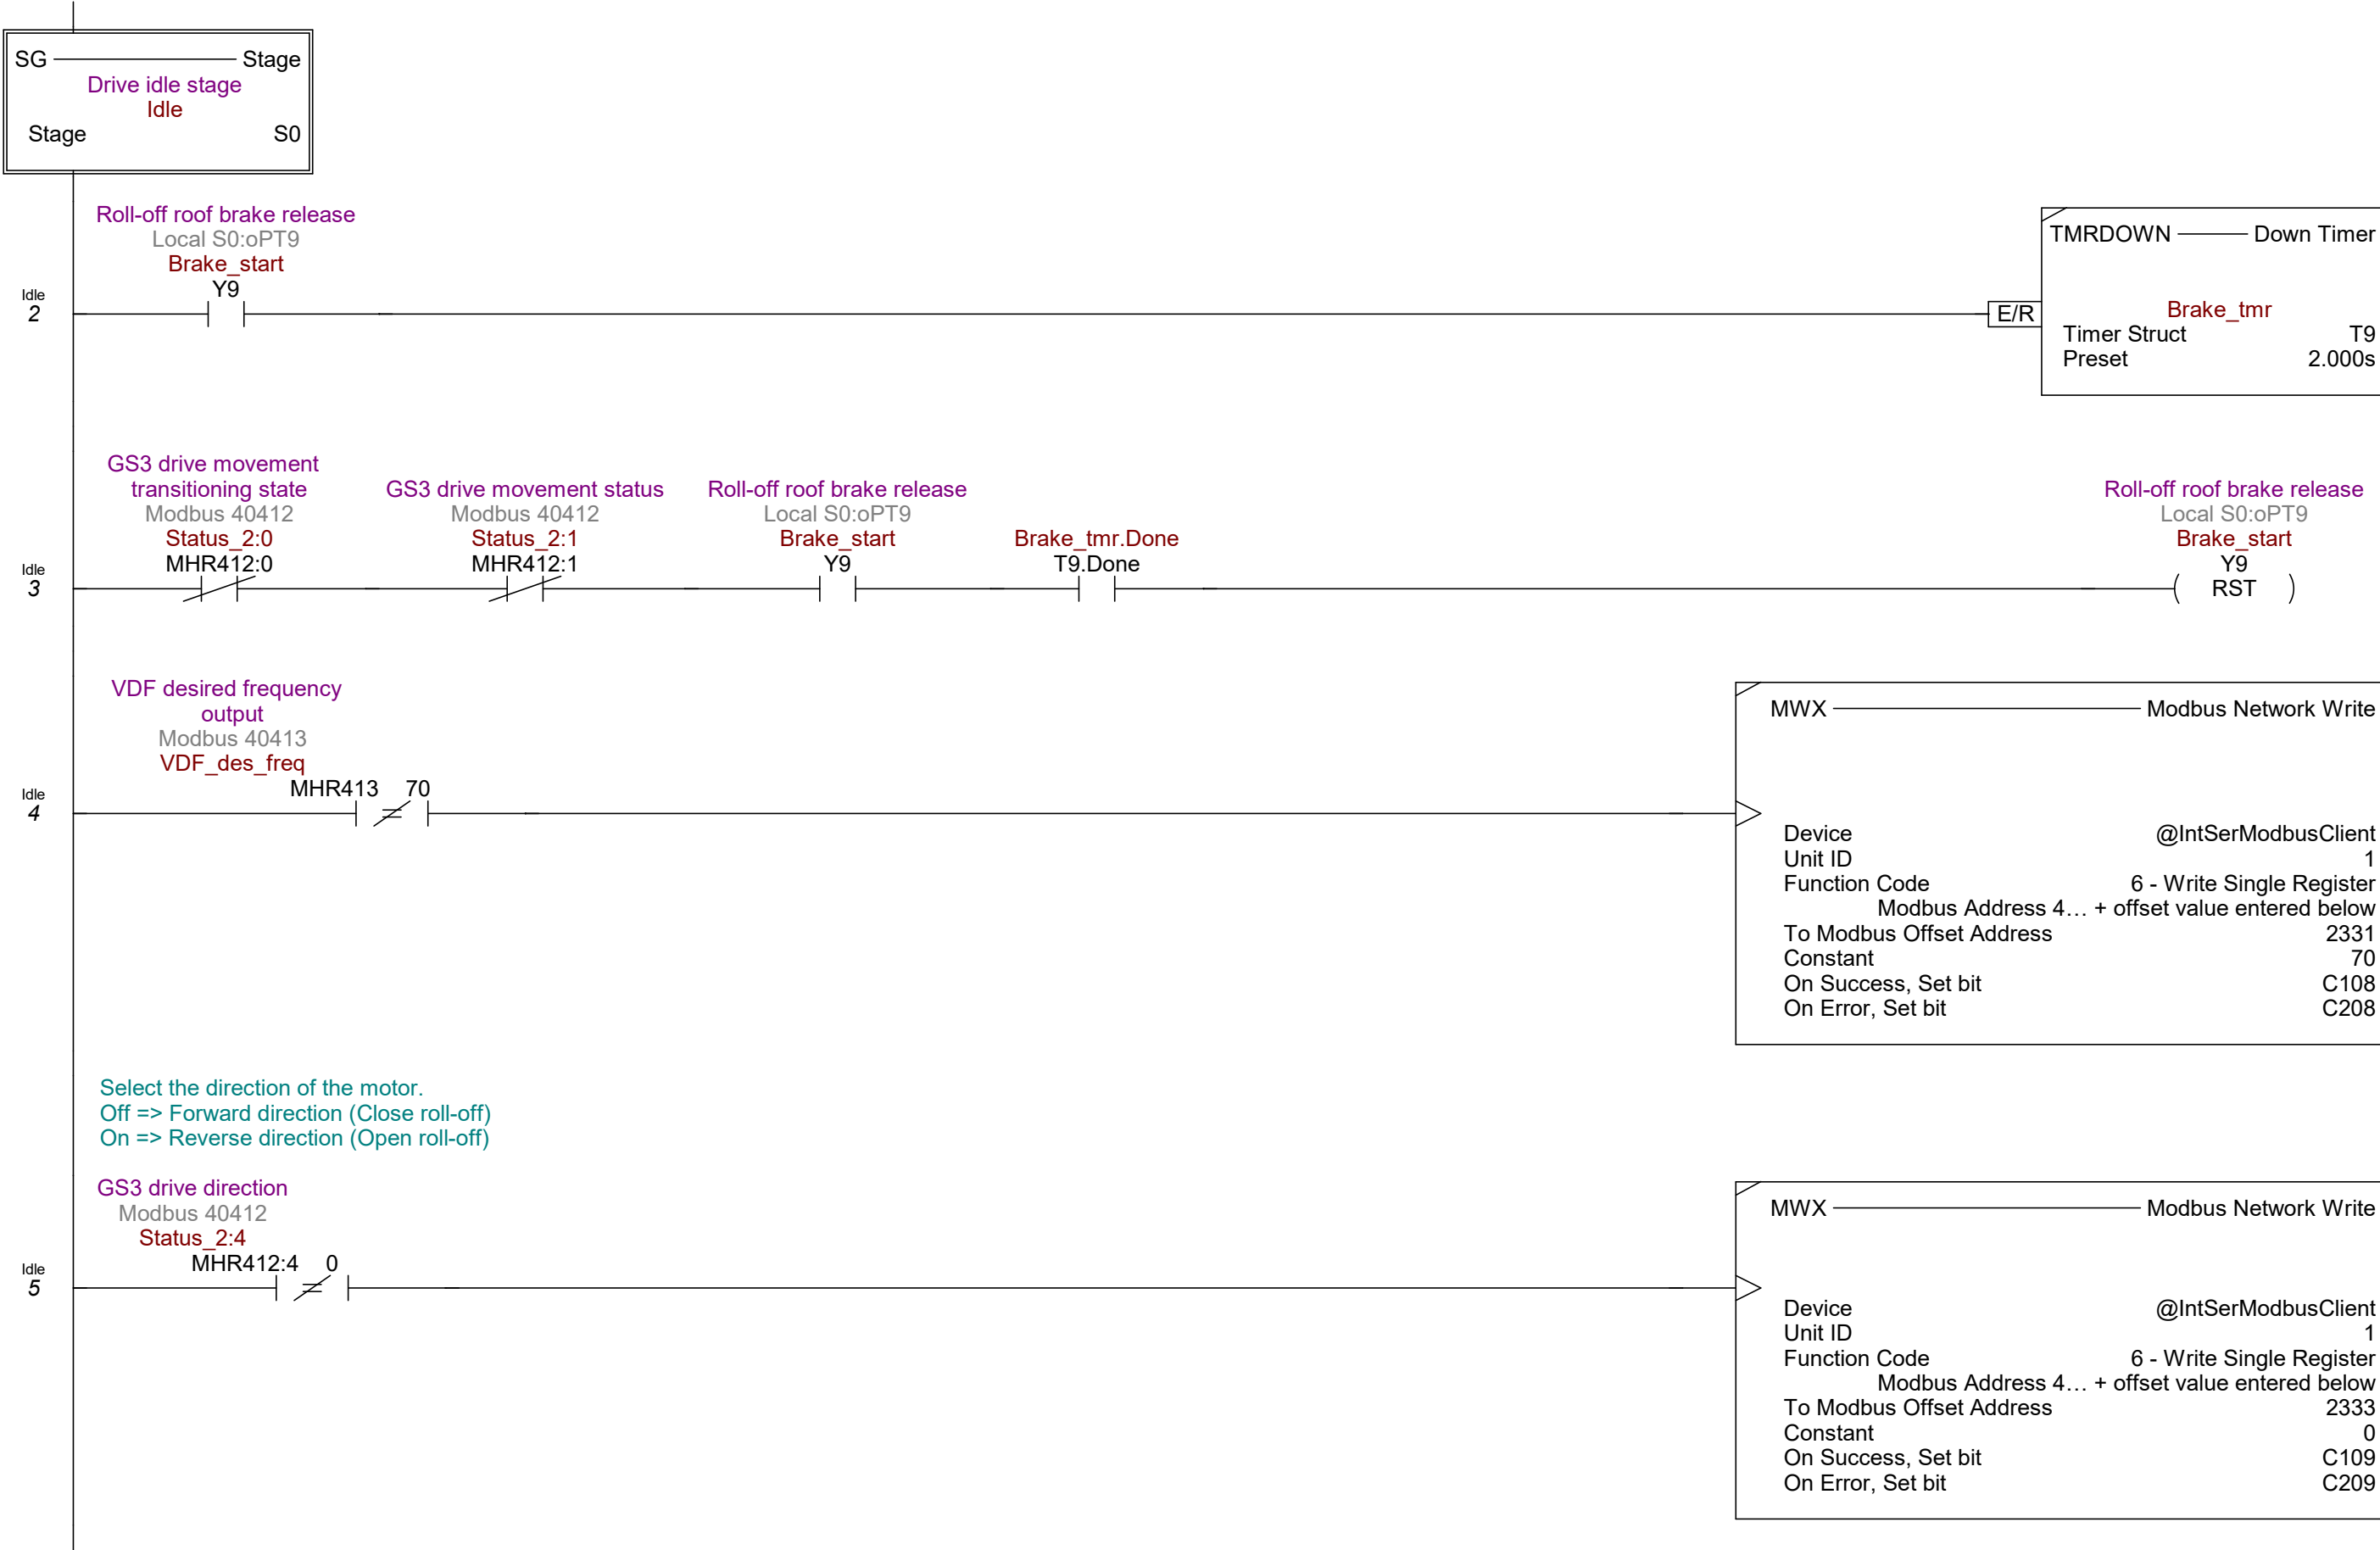 SG Stage
Drive idle stage
Idle
Stage S0
Roll-off roof brake release
Local S0:oPT9
Brake_start
Y9
Idle
2
TMRDOWN Down Timer
E/R
Brake_tmr
Timer Struct T9
Preset 2.000s
GS3 drive movement
transitioning state
Modbus 40412
Status_2:0
MHR412:0
GS3 drive movement status
Modbus 40412
Status_2:1
MHR412:1
Roll-off roof brake release
Local S0:oPT9
Brake_start
Y9
Brake_tmr.Done
T9.Done
Roll-off roof brake release
Local S0:oPT9
Brake_start
Y9
RST
Idle
3
VDF desired frequency
output
Modbus 40413
VDF_des_freq
MHR413 70
Idle
4
MWX Modbus Network Write
Device @IntSerModbusClient
Unit ID 1
Function Code 6 - Write Single Register
Modbus Address 4… + offset value entered below
To Modbus Offset Address 2331
Constant 70
On Success, Set bit C108
On Error, Set bit C208
Select the direction of the motor.
Off => Forward direction (Close roll-off)
On => Reverse direction (Open roll-off)
GS3 drive direction
Modbus 40412
Status_2:4
MHR412:4 0
Idle
5
MWX Modbus Network Write
Device @IntSerModbusClient
Unit ID 1
Function Code 6 - Write Single Register
Modbus Address 4… + offset value entered below
To Modbus Offset Address 2333
Constant 0
On Success, Set bit C109
On Error, Set bit C209